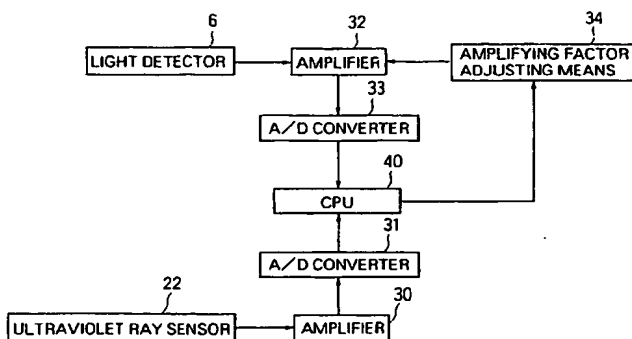 6
32
34
LIGHT DETECTOR
AMPLIFIER
AMPLIFYING FACTOR
ADJUSTING MEANS
33
A/D CONVERTER
40
CPU
31
A/D CONVERTER
22
30
ULTRAVIOLET RAY SENSOR
AMPLIFIER